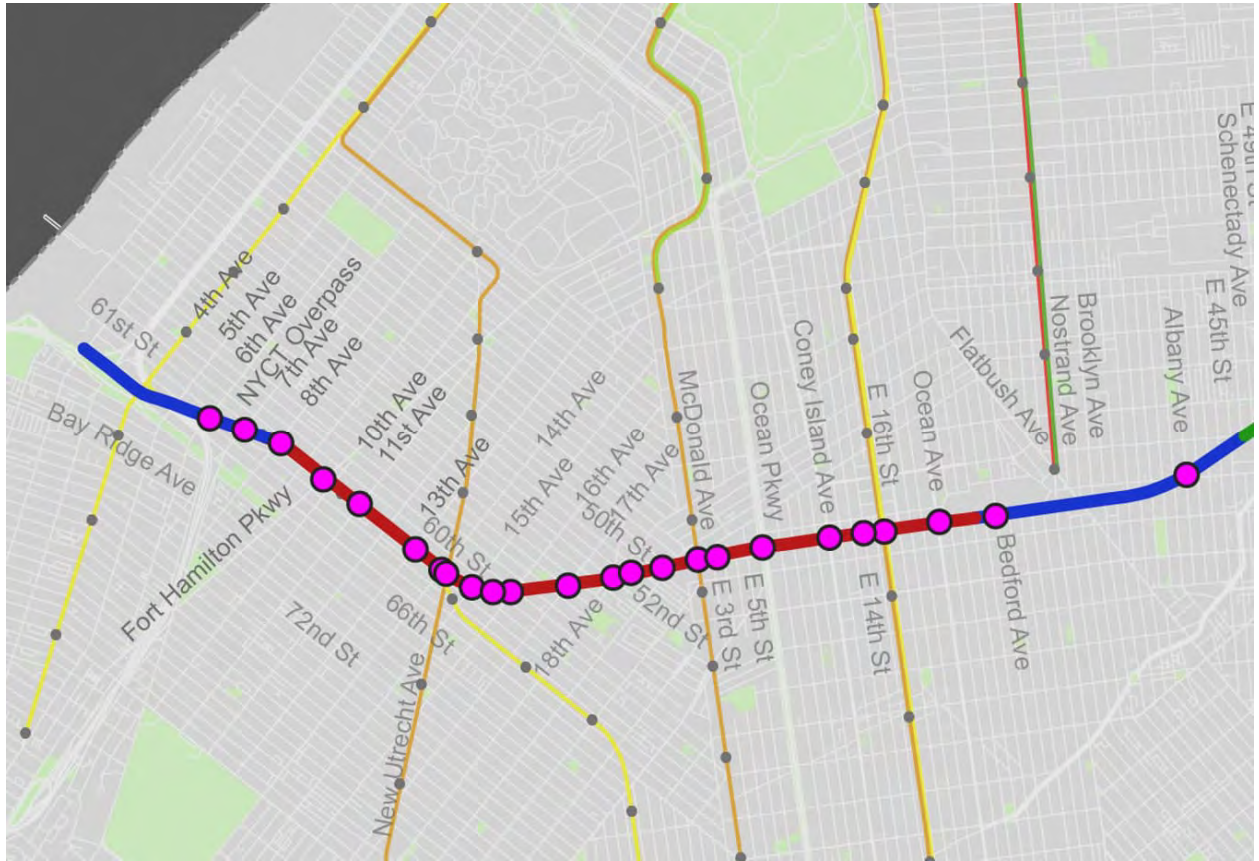 61st St
4th Ave
5th Ave
6th Ave
NYCT Overpass
7th Ave
8th Ave
Bay Ridge Ave
Fort Hamilton Pkwy
10th Ave
11st Ave
13th Ave
60th St
66th St
72nd St
New Utrecht Ave
14th Ave
15th Ave
16th Ave
17th Ave
50th St
52nd St
18th Ave
McDonald Ave
E 3rd St
Ocean Pkwy
E 5th St
Coney Island Ave
E 16th St
E 14th St
Ocean Ave
Flatbush Ave
Bedford Ave
Nostrand Ave
Brooklyn Ave
Albany Ave
E 45th St
Schenectady Ave
E 49th St